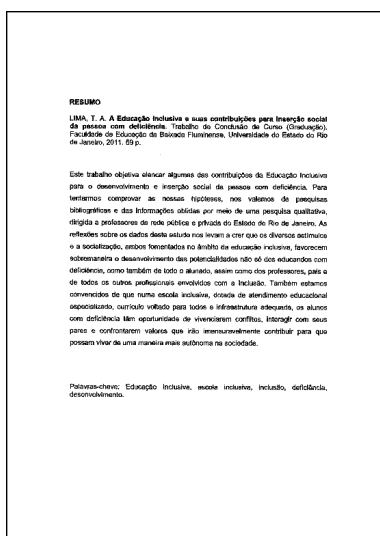 RESUMO
LIMA, T. A. A Educação Inclusiva e suas contribuições para inserção social
da pessoa com deficiência. Trabalho de Conclusão de Curso (Graduação).
Faculdade de Educação da Baixada Fluminense, Universidade do Estado do Rio
de Janeiro, 2011. 69 p.
Este trabalho objetiva elencar algumas das contribuições da Educação Inclusiva
para o desenvolvimento e inserção social da pessoa com deficiência. Para
tentarmos comprovar as nossas hipóteses, nos valemos de pesquisas
bibliográficas e das informações obtidas por meio de uma pesquisa qualitativa,
dirigida a professores da rede pública e privada do Estado do Rio de Janeiro. As
reflexões sobre os dados deste estudo nos levam a crer que os diversos estímulos
e a socialização, ambos fomentados no âmbito da educação inclusiva, favorecem
sobremaneira o desenvolvimento das potencialidades não só dos educandos com
deficiência, como também de todo o alunado, assim como dos professores, pais e
de todos os outros profissionais envolvidos com a inclusão. Também estamos
convencidos de que numa escola inclusiva, dotada de atendimento educacional
especializado, currículo voltado para todos e infraestrutura adequada, os alunos
com deficiência têm oportunidade de vivenciarem conflitos, interagir com seus
pares e confrontarem valores que irão imensuravelmente contribuir para que
possam viver de uma maneira mais autônoma na sociedade.
Palavras-chave: Educação inclusiva, escola inclusiva, inclusão, deficiência,
desenvolvimento.